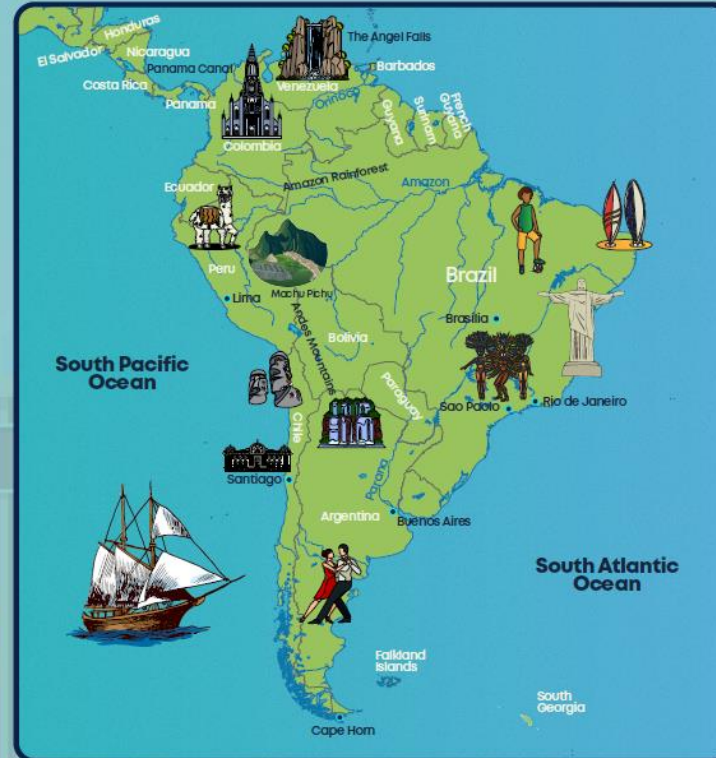 Honduras
The Angel Falls
El Salvador
Nicaragua
Panama Canal
Barbados
Costa Rica
Venezuela
Orinoco
Panama
Guyana
Surinam
French
Guyana
Colombia
Amazon Rainforest
Amazon
Ecuador
Peru
Brazil
Machu Pichu
Lima
Andes Mountains
Brasilia
Bolivia
South Pacific
Ocean
Paraguay
Sao Paolo
Rio de Janeiro
Chile
Santiago
Parana
Argentina
Buenos Aires
South Atlantic
Ocean
Falkland
Islands
South
Georgia
Cape Horn